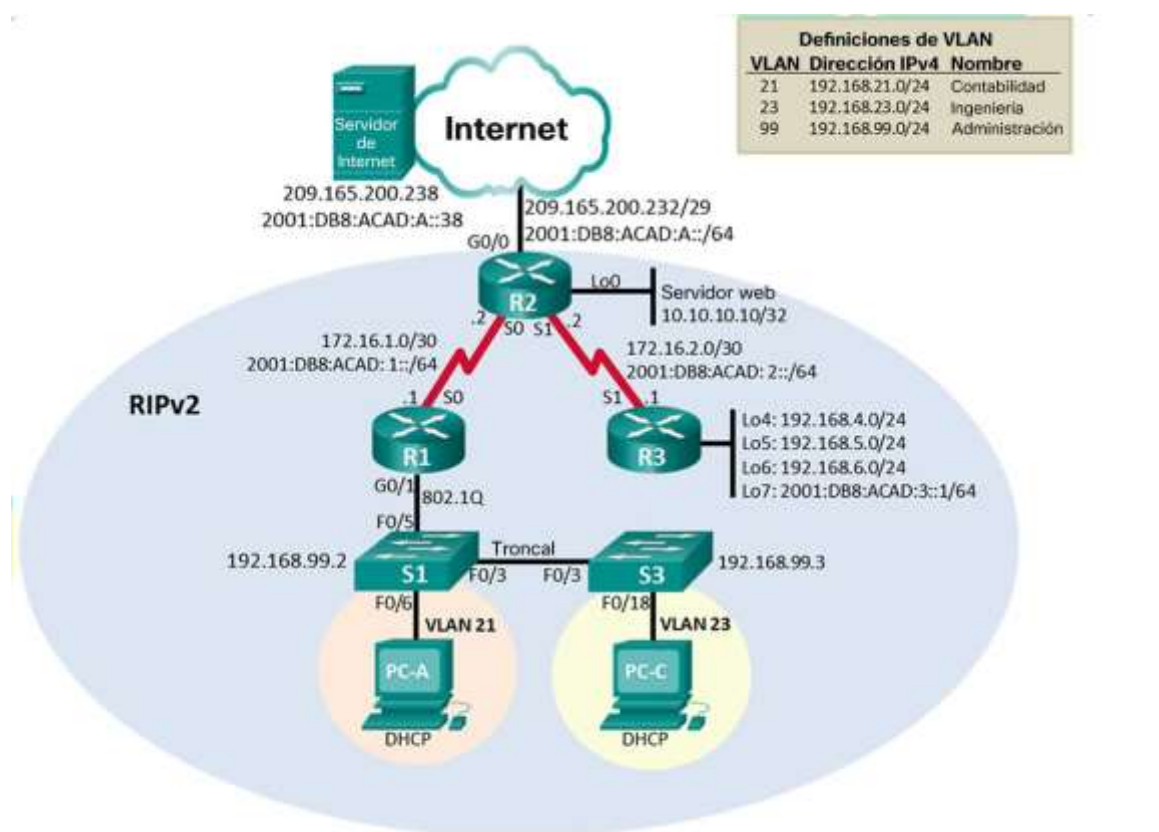 Definiciones de VLAN
VLAN Dirección IPv4 Nombre
21 192.168.21.0/24 Contabilidad
23 192.168.23.0/24 Ingeniería
99 192.168.99.0/24 Administración
Servidor
de
Internet
Internet
209.165.200.238
2001:DB8:ACAD:A::38
209.165.200.232/29
2001:DB8:ACAD:A::/64
G0/0
R2
Lo0
Servidor web
10.10.10.10/32
.2
S0
S1
.2
172.16.1.0/30
2001:DB8:ACAD: 1::/64
172.16.2.0/30
2001:DB8:ACAD: 2::/64
RIPv2
.1
S0
S1
.1
R1
R3
Lo4: 192.168.4.0/24
Lo5: 192.168.5.0/24
Lo6: 192.168.6.0/24
Lo7: 2001:DB8:ACAD:3::1/64
G0/1
802.1Q
F0/5
192.168.99.2
S1
Troncal
F0/3
F0/3
S3
192.168.99.3
F0/6
VLAN 21
F0/18
VLAN 23
PC-A
PC-C
DHCP
DHCP